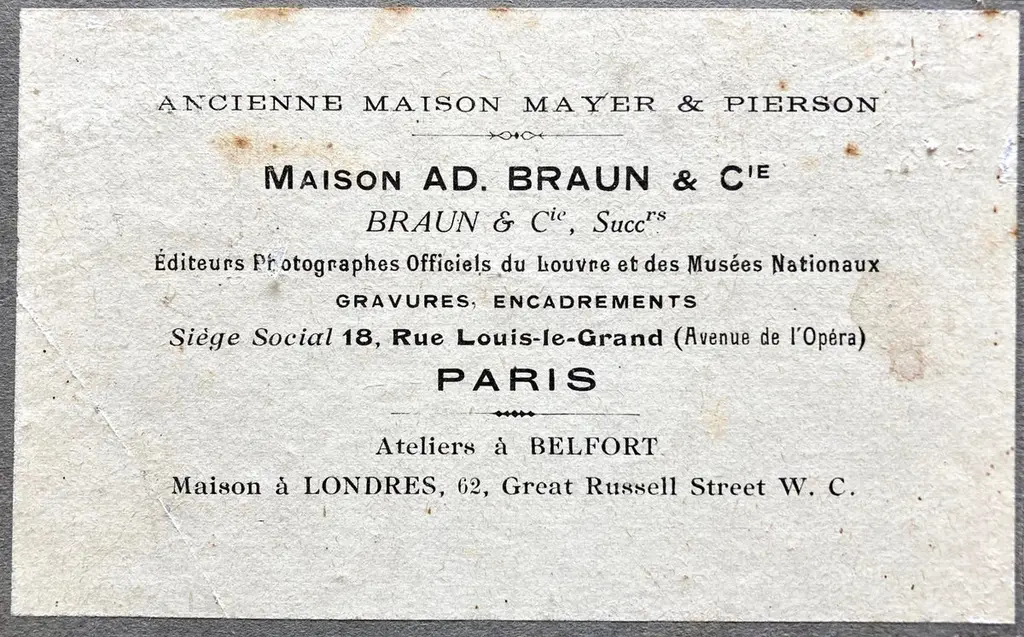 ANCIENNE MAISON MAYER & PIERSON
MAISON AD. BRAUN & CIE
BRAUN & Cie, Succrs
Éditeurs Photographes Officiels du Louvre et des Musées Nationaux
GRAVURES, ENCADREMENTS
Siège Social 18, Rue Louis-le-Grand (Avenue de l'Opéra)
PARIS
Ateliers à BELFORT
Maison à LONDRES, 62, Great Russell Street W. C.